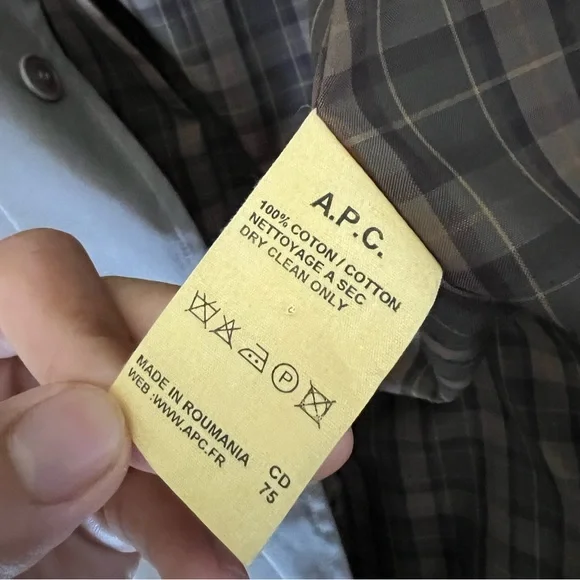 A.P.C.
100% COTON / COTTON
NETTOYAGE A SEC
DRY CLEAN ONLY
P
MADE IN ROUMANIA
WEB :WWW.APC.FR
CD
75